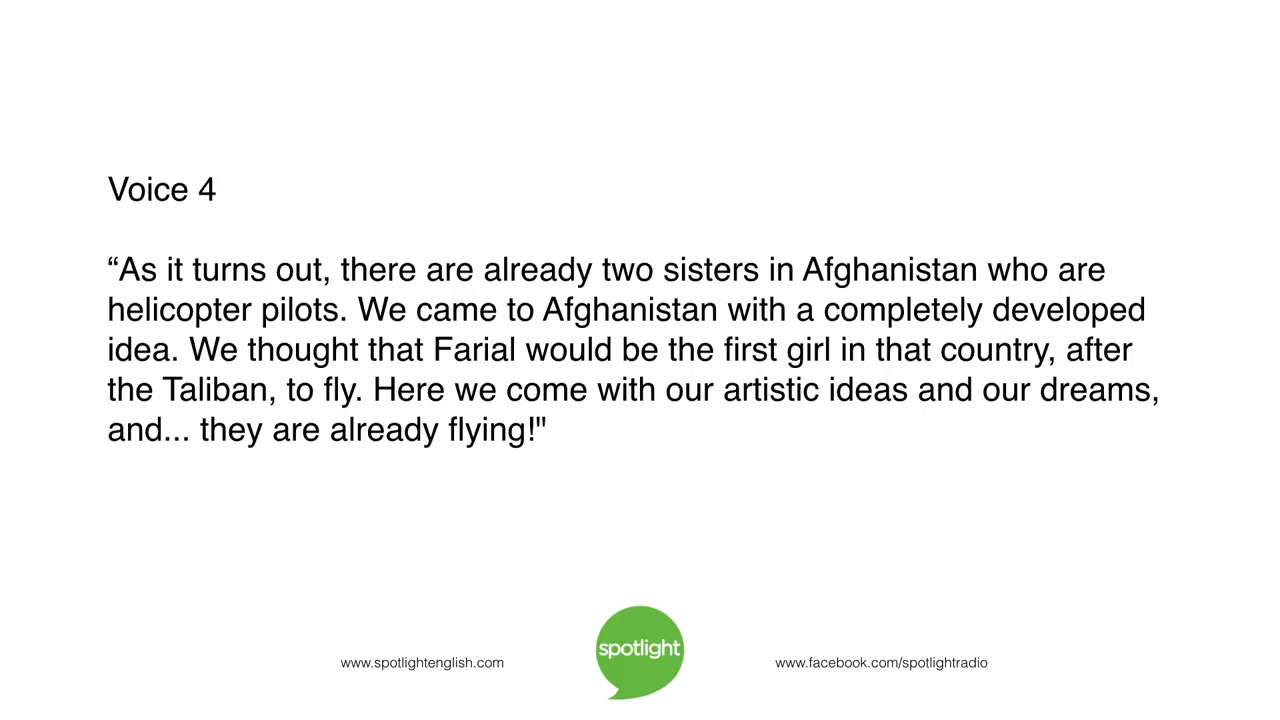 Voice 4
“As it turns out, there are already two sisters in Afghanistan who are
helicopter pilots. We came to Afghanistan with a completely developed
idea. We thought that Farial would be the first girl in that country, after
the Taliban, to fly. Here we come with our artistic ideas and our dreams,
and... they are already flying!"
spotlight
www.spotlightenglish.com
www.facebook.com/spotlightradio